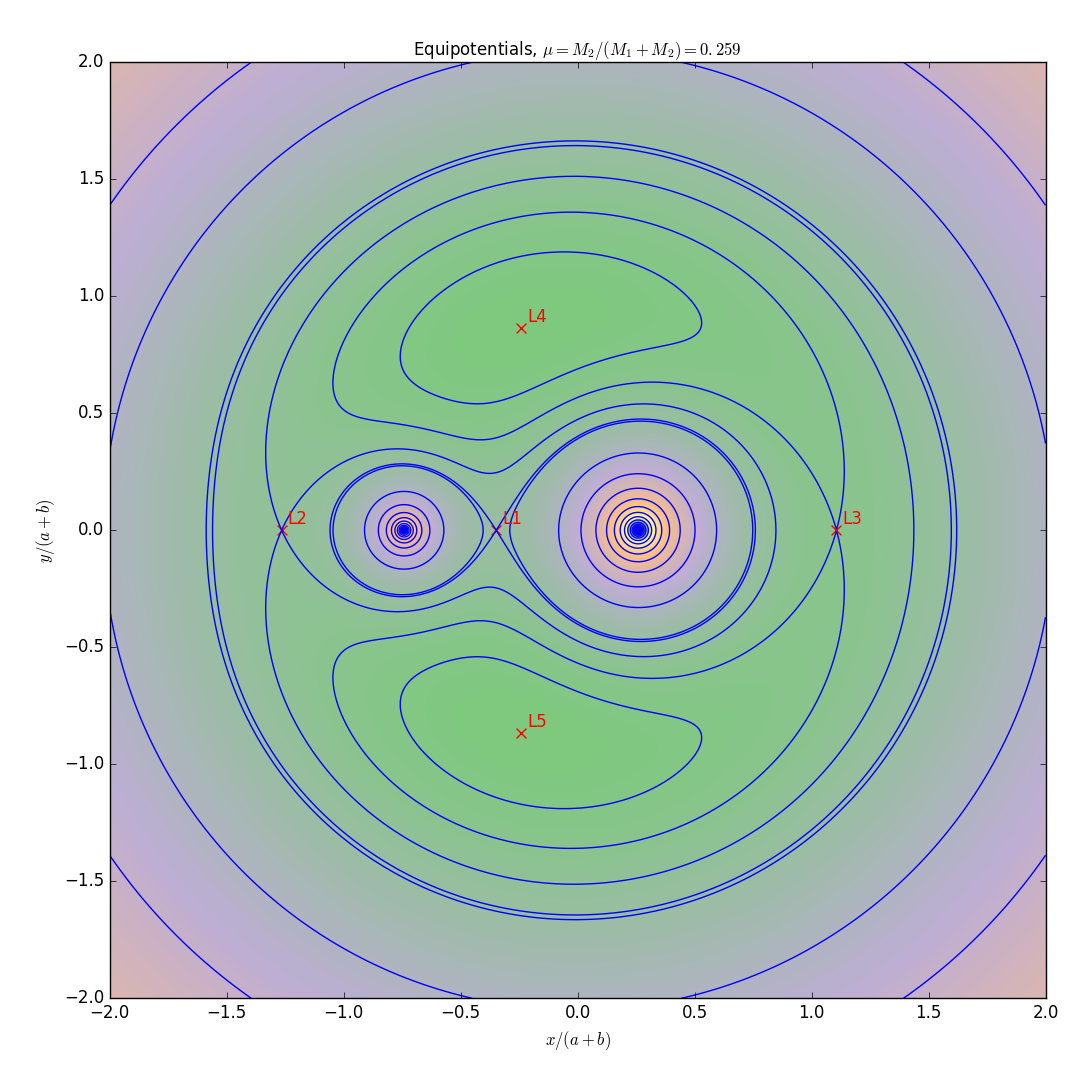 Equipotentials, μ = M₂/(M₁ + M₂) = 0.259
2.0
1.5
L4
1.0
0.5
L2 L1 L3
0.0
y/(a + b)
−0.5
L5
−1.0
−1.5
−2.0
−2.0 −1.5 −1.0 −0.5 0.0 0.5 1.0 1.5 2.0
x/(a + b)